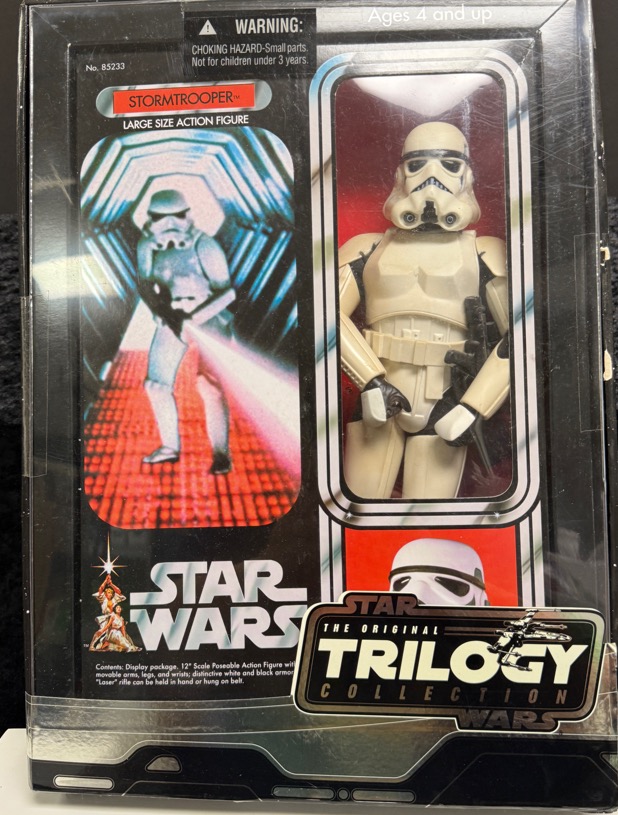 Ages 4 and up
WARNING:
CHOKING HAZARD-Small parts.
Not for children under 3 years.
No. 85233
STORMTROOPER™
LARGE SIZE ACTION FIGURE
STAR
WARS
Contents: Display package. 12" Scale Poseable Action Figure with
movable arms, legs, and wrists; distinctive white and black armor
"Laser" rifle can be held in hand or hung on belt.
STAR
THE ORIGINAL
TRILOGY
COLLECTION
WARS